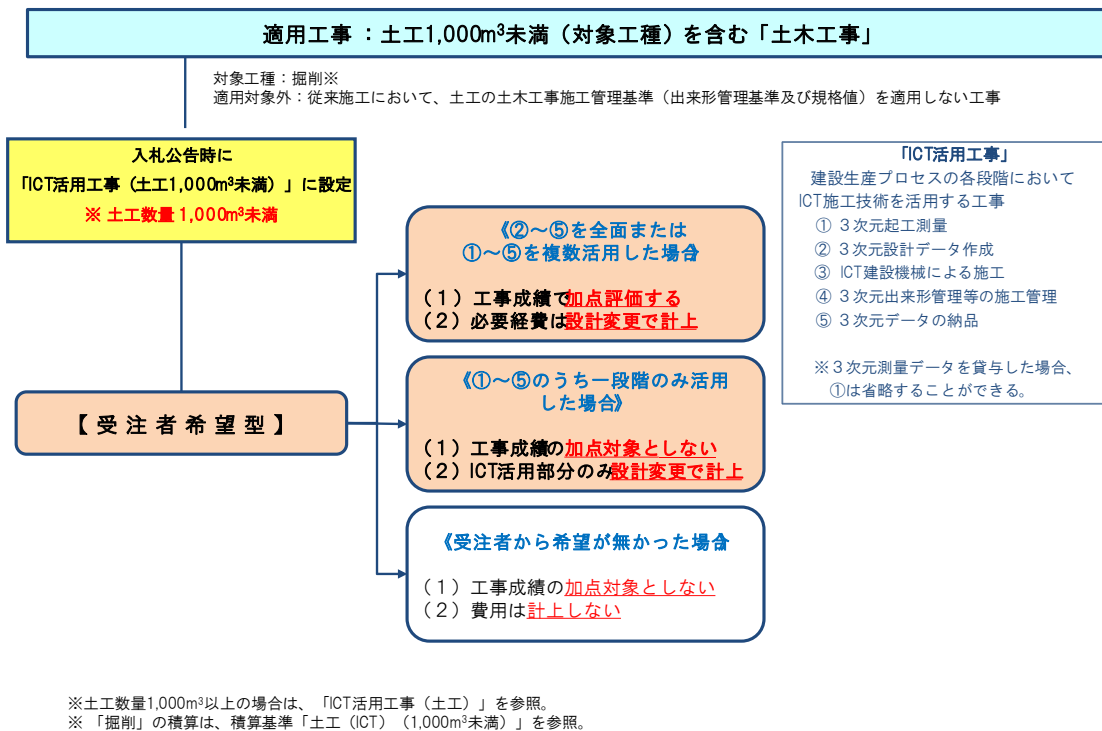 適用工事 ：土工1,000m³未満（対象工種）を含む「土木工事」
対象工種：掘削※
適用対象外：従来施工において、土工の土木工事施工管理基準（出来形管理基準及び規格値）を適用しない工事
入札公告時に
「ICT活用工事（土工1,000m³未満）」に設定
※ 土工数量 1,000m³未満
【 受 注 者 希 望 型 】
《②～⑤を全面または
①～⑤を複数活用した場合
（１）工事成績で加点評価する
（２）必要経費は設計変更で計上
《①～⑤のうち一段階のみ活用
した場合》
（１）工事成績の加点対象としない
（２）ICT活用部分のみ設計変更で計上
《受注者から希望が無かった場合
（１）工事成績の加点対象としない
（２）費用は計上しない
「ICT活用工事」
建設生産プロセスの各段階において
ICT施工技術を活用する工事
① ３次元起工測量
② ３次元設計データ作成
③ ICT建設機械による施工
④ ３次元出来形管理等の施工管理
⑤ ３次元データの納品
※３次元測量データを貸与した場合、
①は省略することができる。
※土工数量1,000m³以上の場合は、「ICT活用工事（土工）」を参照。
※ 「掘削」の積算は、積算基準「土工（ICT）（1,000m³未満）」を参照。